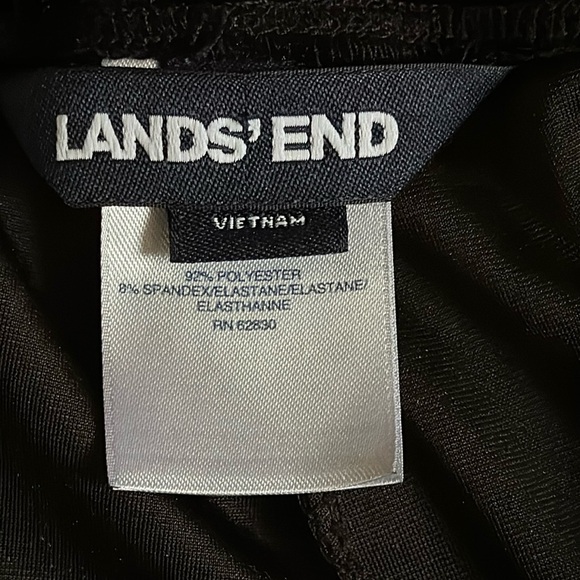 LANDS' END
VIETNAM
92% POLYESTER
8% SPANDEX/ELASTANE/ELASTANE/
ELASTHANNE
RN 62830